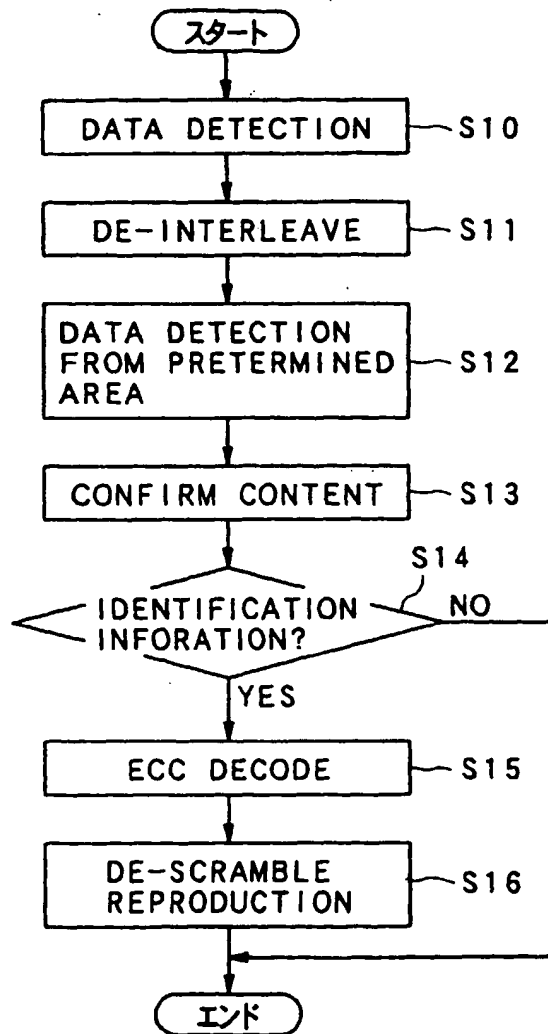 スタート
DATA DETECTION
S10
DE-INTERLEAVE
S11
DATA DETECTION
FROM PRETERMINED
AREA
S12
CONFIRM CONTENT
S13
S14
IDENTIFICATION
INFORATION?
NO
YES
ECC DECODE
S15
DE-SCRAMBLE
REPRODUCTION
S16
エンド